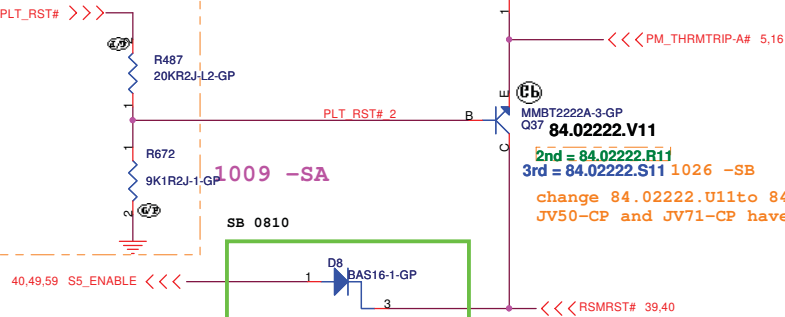 PLT_RST#
1
PM_THRMTRIP-A# 5,16
R487
20KR2J-L2-GP
1
PLT_RST#_2
B
E
MMBT2222A-3-GP
Q37 84.02222.V11
C
2nd = 84.02222.R11
3rd = 84.02222.S11 1026 -SB
1
R672
9K1R2J-1-GP
1009 -SA
2
change 84.02222.U11to 84
JV50-CP and JV71-CP have
SB 0810
40,49,59 S5_ENABLE
1
D8
BAS16-1-GP
3
RSMRST# 39,40